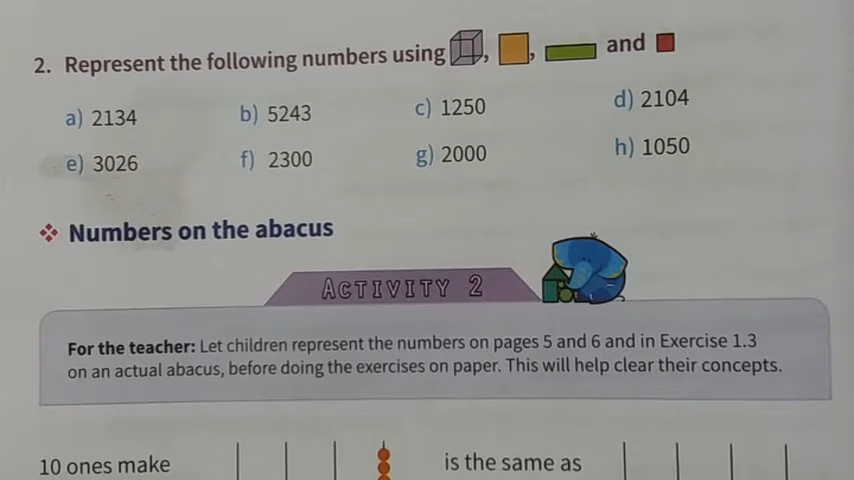 2. Represent the following numbers using , , and
a) 2134 b) 5243 c) 1250 d) 2104
e) 3026 f) 2300 g) 2000 h) 1050
❖ Numbers on the abacus
ACTIVITY 2
For the teacher: Let children represent the numbers on pages 5 and 6 and in Exercise 1.3
on an actual abacus, before doing the exercises on paper. This will help clear their concepts.
10 ones make is the same as